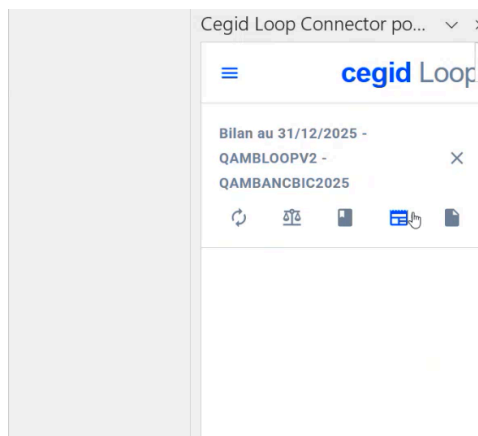 Cegid Loop Connector po...
cegid Loop
Bilan au 31/12/2025 -
QAMBLOOPV2 -
QAMBANCBIC2025